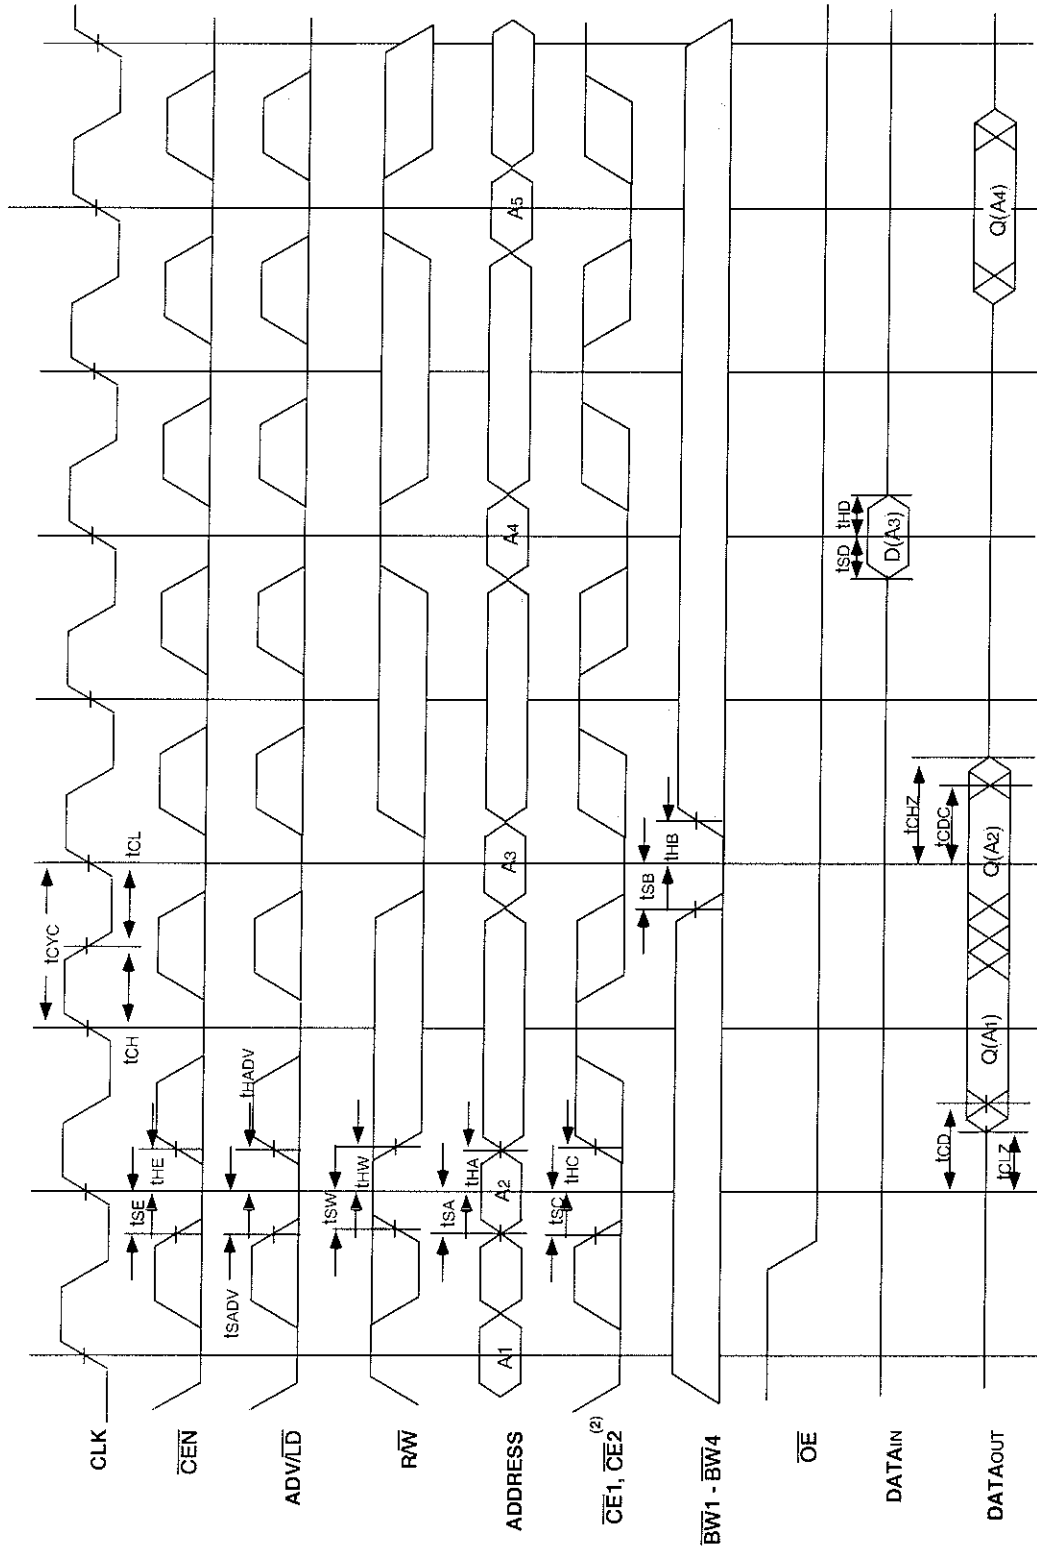 CLK
tCYC
tCH
tCL
CEN
tSE
tHE
ADV/LD
tSADV
tHADV
R/W
tSW
tHW
ADDRESS
A1
A2
A3
A4
A5
tSA
tHA
CE1, CE2 (2)
tSC
tHC
BW1 - BW4
tSB
tHB
OE
DATAIN
D(A3)
tSD
tHD
DATAOUT
Q(A1)
Q(A2)
Q(A4)
tCD
tCLZ
tCHZ
tCDC